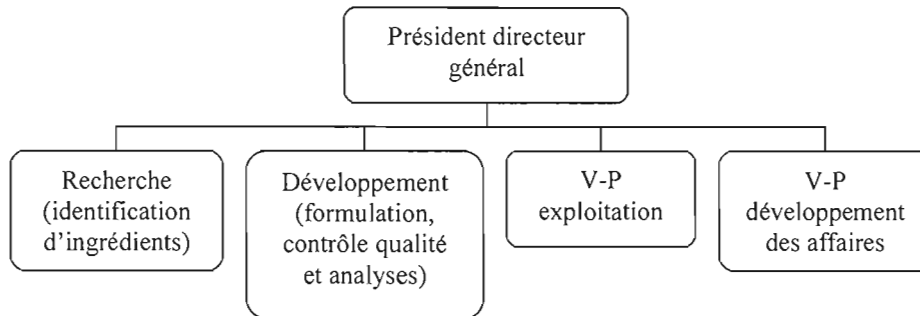 Président directeur
général
Recherche
(identification
d'ingrédients)
Développement
(formulation,
contrôle qualité
et analyses)
V-P
exploitation
V-P
développement
des affaires